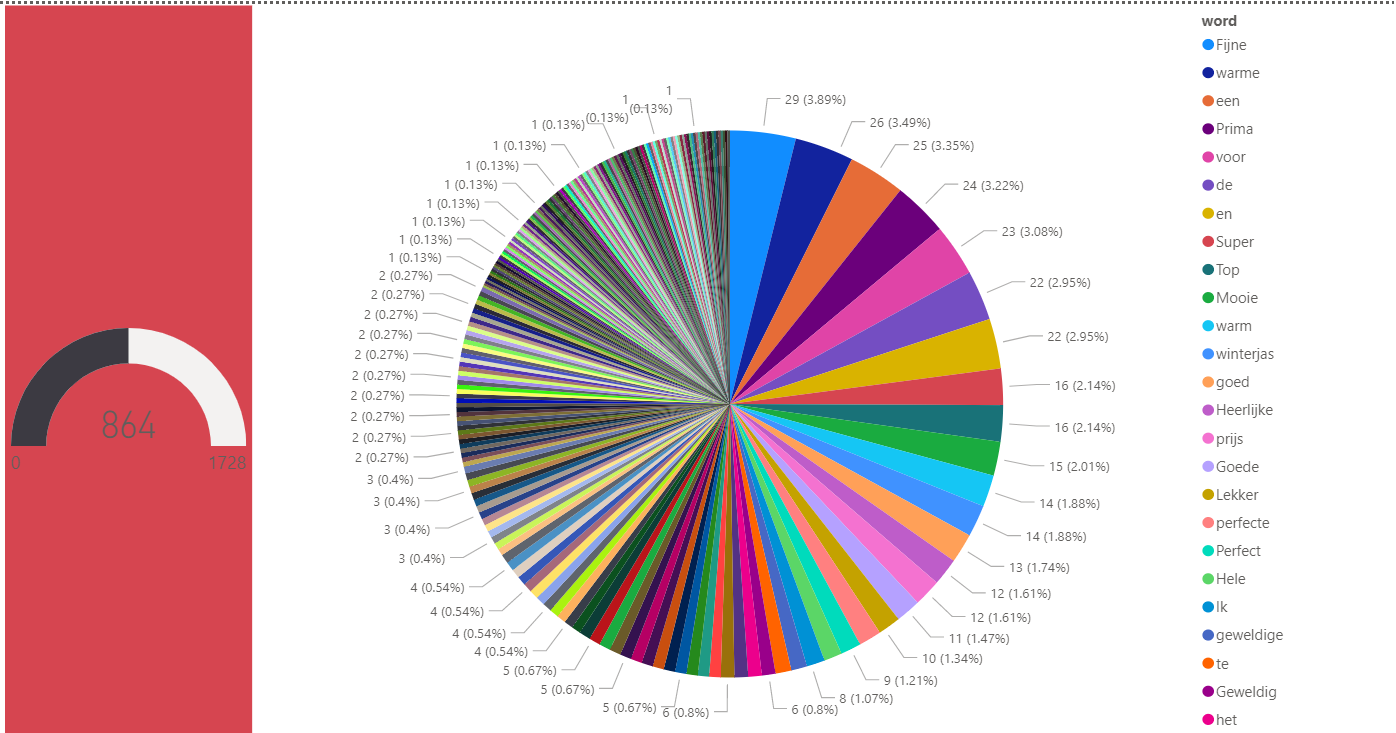 864
0
1728
29 (3.89%)
26 (3.49%)
25 (3.35%)
24 (3.22%)
23 (3.08%)
22 (2.95%)
22 (2.95%)
16 (2.14%)
16 (2.14%)
15 (2.01%)
14 (1.88%)
14 (1.88%)
13 (1.74%)
12 (1.61%)
12 (1.61%)
11 (1.47%)
10 (1.34%)
9 (1.21%)
8 (1.07%)
6 (0.8%)
6 (0.8%)
5 (0.67%)
5 (0.67%)
5 (0.67%)
4 (0.54%)
4 (0.54%)
4 (0.54%)
4 (0.54%)
3 (0.4%)
3 (0.4%)
3 (0.4%)
3 (0.4%)
2 (0.27%)
2 (0.27%)
2 (0.27%)
2 (0.27%)
2 (0.27%)
2 (0.27%)
2 (0.27%)
2 (0.27%)
2 (0.27%)
2 (0.27%)
1 (0.13%)
1 (0.13%)
1 (0.13%)
1 (0.13%)
1 (0.13%)
1 (0.13%)
1 (0.13%)
1 (0.13%)
(0.13%)
1
(0.13%)
1
word
Fijne
warme
een
Prima
voor
de
en
Super
Top
Mooie
warm
winterjas
goed
Heerlijke
prijs
Goede
Lekker
perfecte
Perfect
Hele
Ik
geweldige
te
Geweldig
het